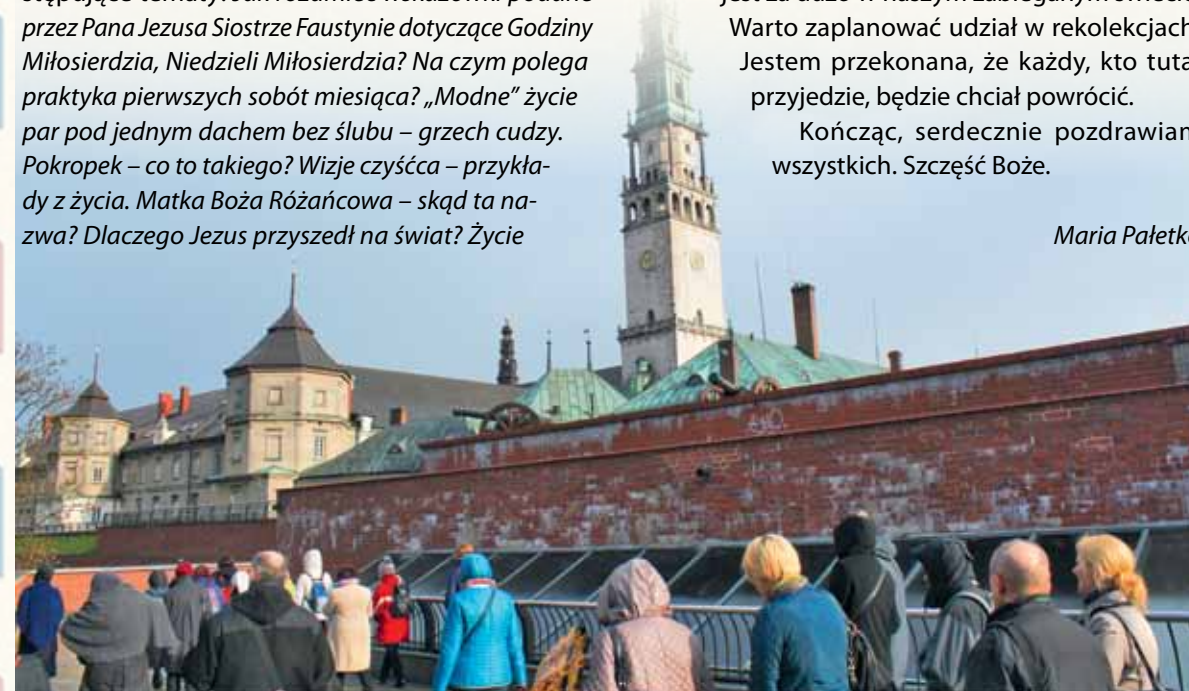 przez Pana Jezusa Siostrze Faustynie dotyczące Godziny
Miłosierdzia, Niedzieli Miłosierdzia? Na czym polega
praktyka pierwszych sobót miesiąca? „Modne” życie
par pod jednym dachem bez ślubu – grzech cudzy.
Pokropek – co to takiego? Wizje czyśćca – przykła-
dy z życia. Matka Boża Różańcowa – skąd ta na-
zwa? Dlaczego Jezus przyszedł na świat? Życie
Warto zaplanować udział w rekolekcjach
Jestem przekonana, że każdy, kto tuta
przyjedzie, będzie chciał powrócić.
Kończąc, serdecznie pozdrawiam
wszystkich. Szczęść Boże.
Maria Pałetko